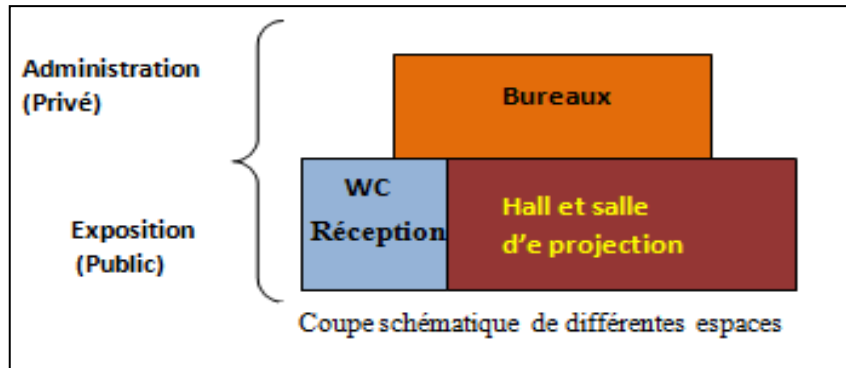 Administration
(Privé)
Bureaux
WC
Réception
Hall et salle
d'e projection
Exposition
(Public)
Coupe schématique de différentes espaces